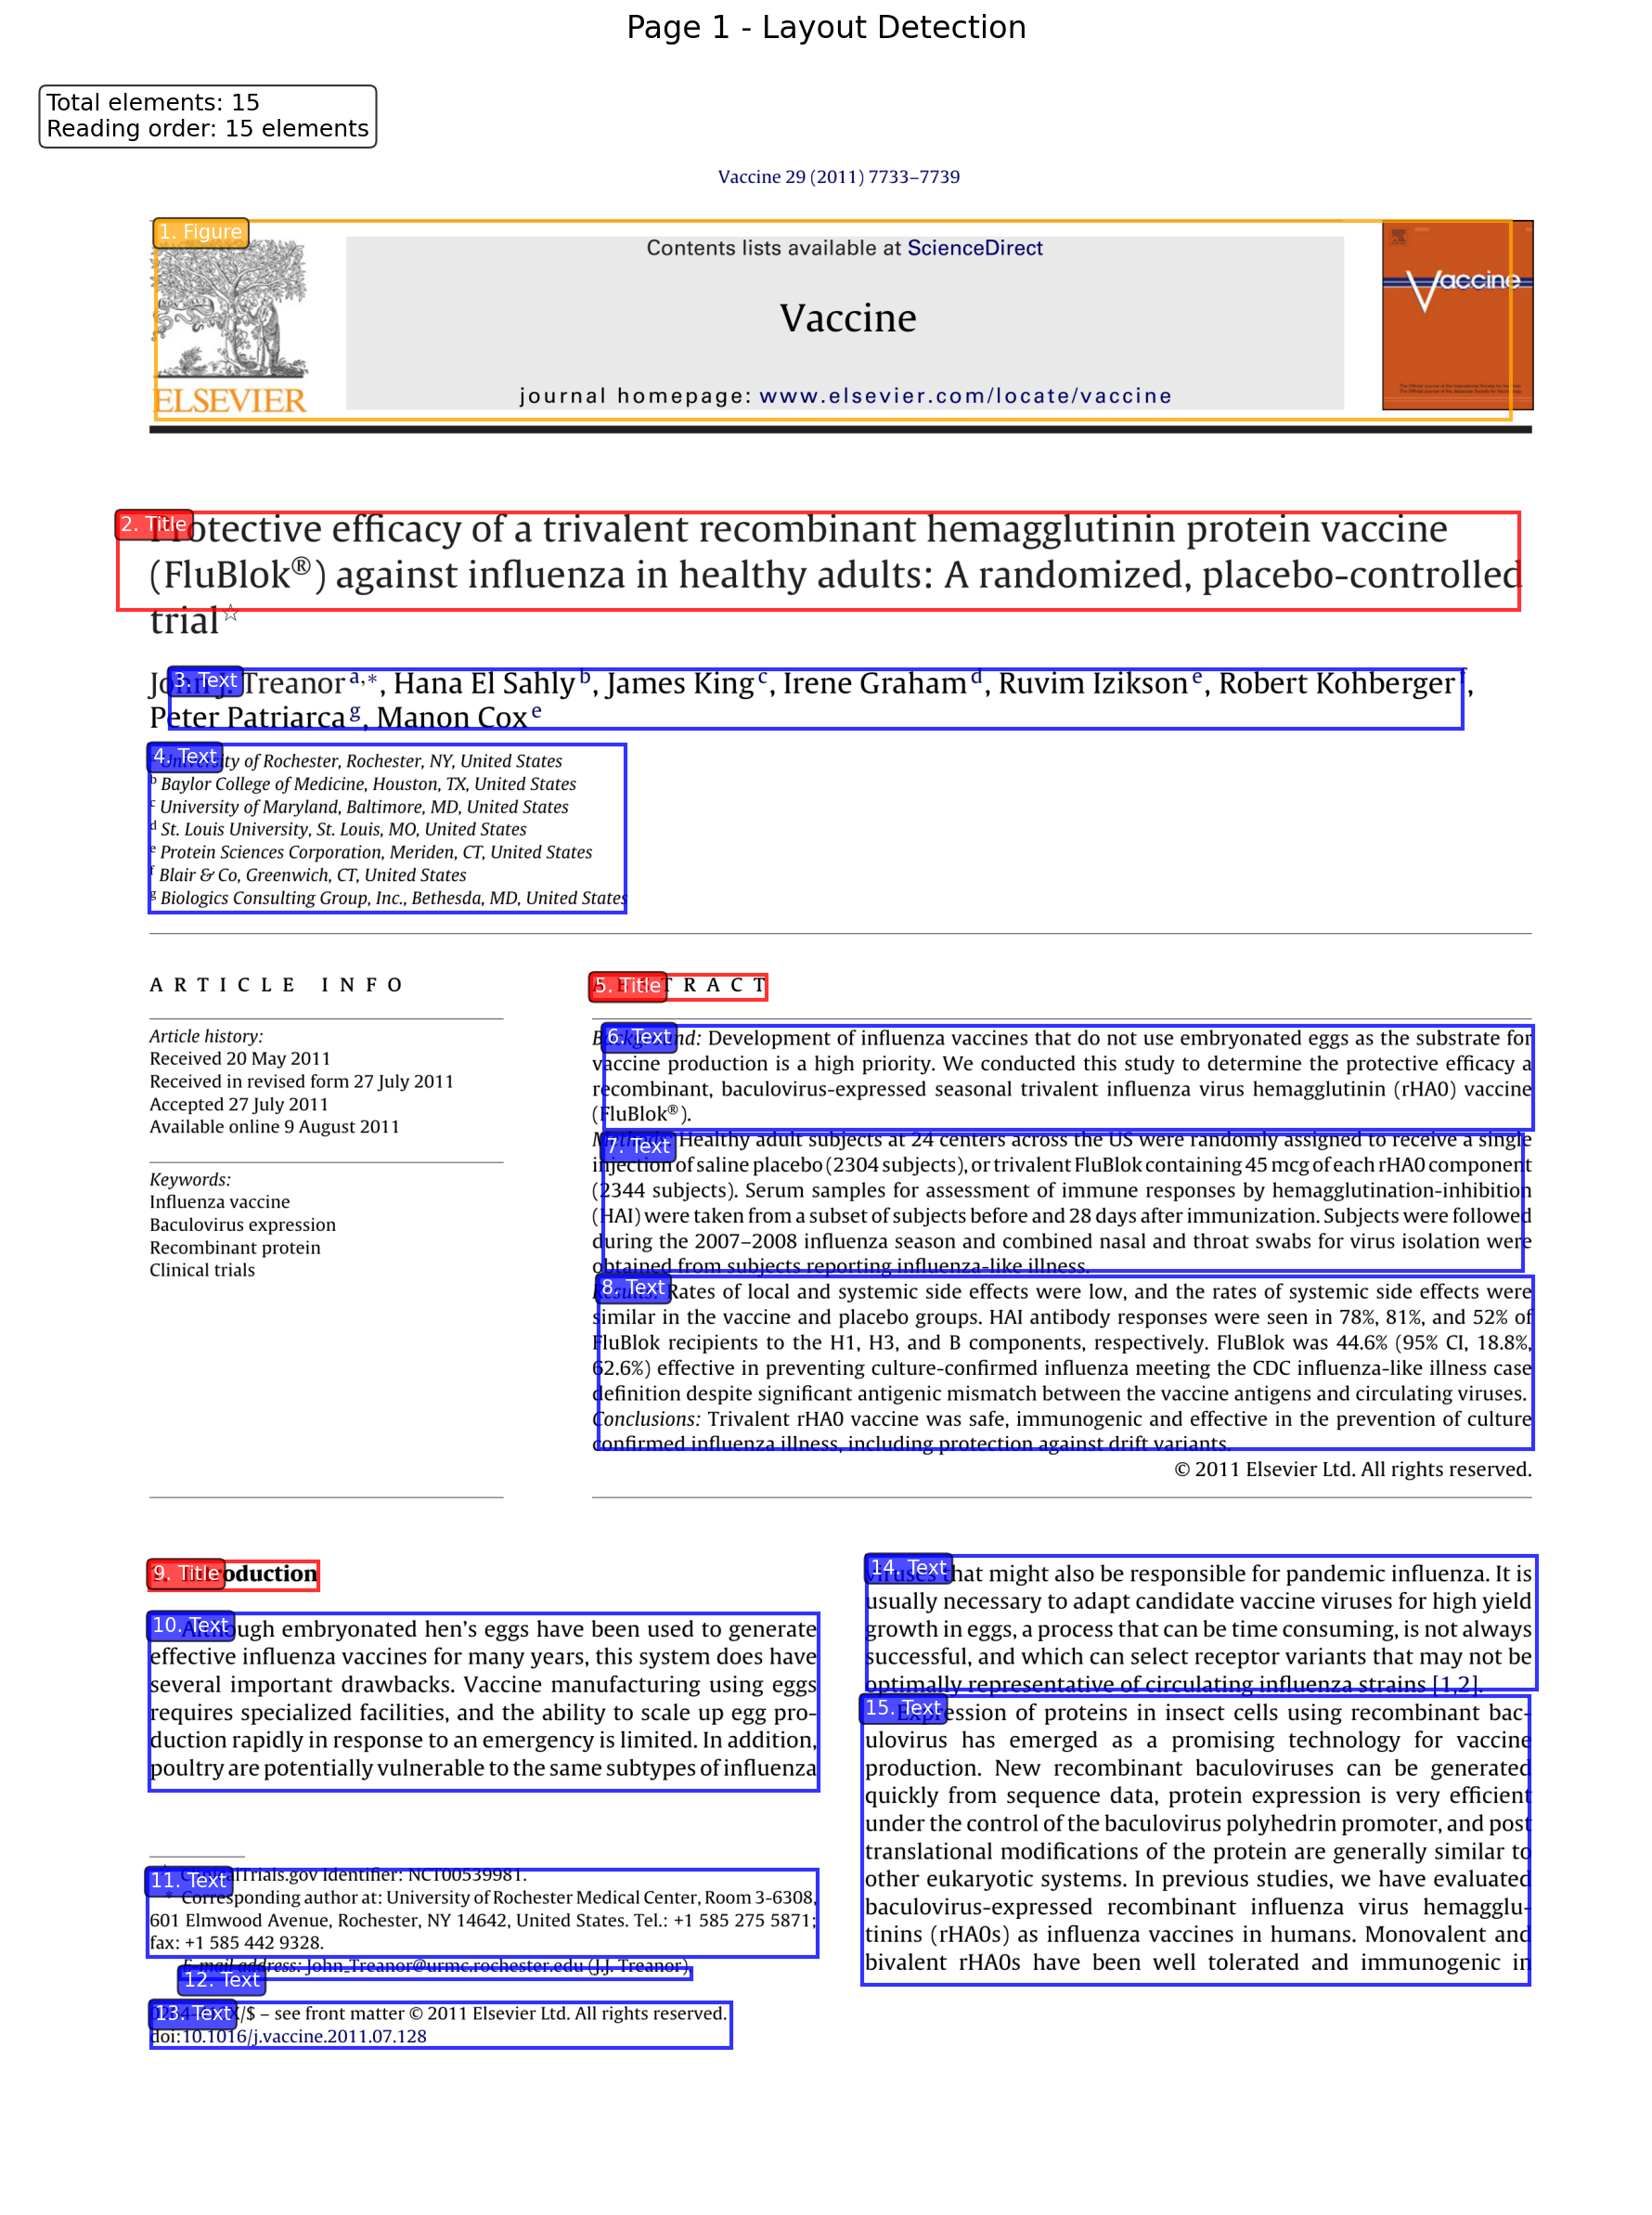 Page 1 - Layout Detection
Total elements: 15
Reading order: 15 elements
Vaccine 29 (2011) 7733–7739
1. Figure
ELSEVIER
Contents lists available at ScienceDirect
Vaccine
journal homepage: www.elsevier.com/locate/vaccine
Vaccine
2. Title
Protective efficacy of a trivalent recombinant hemagglutinin protein vaccine
(FluBlok®) against influenza in healthy adults: A randomized, placebo-controlled
trial☆
3. Text
John J. Treanor a,∗, Hana El Sahly b, James King c, Irene Graham d, Ruvim Izikson e, Robert Kohberger f,
Peter Patriarca g, Manon Cox e
4. Text
a University of Rochester, Rochester, NY, United States
b Baylor College of Medicine, Houston, TX, United States
c University of Maryland, Baltimore, MD, United States
d St. Louis University, St. Louis, MO, United States
e Protein Sciences Corporation, Meriden, CT, United States
f Blair & Co, Greenwich, CT, United States
g Biologics Consulting Group, Inc., Bethesda, MD, United States
ARTICLE INFO
Article history:
Received 20 May 2011
Received in revised form 27 July 2011
Accepted 27 July 2011
Available online 9 August 2011
Keywords:
Influenza vaccine
Baculovirus expression
Recombinant protein
Clinical trials
5. Title
ABSTRACT
6. Text
Background: Development of influenza vaccines that do not use embryonated eggs as the substrate for
vaccine production is a high priority. We conducted this study to determine the protective efficacy a
recombinant, baculovirus-expressed seasonal trivalent influenza virus hemagglutinin (rHA0) vaccine
(FluBlok®).
7. Text
Methods: Healthy adult subjects at 24 centers across the US were randomly assigned to receive a single
injection of saline placebo (2304 subjects), or trivalent FluBlok containing 45 mcg of each rHA0 component
(2344 subjects). Serum samples for assessment of immune responses by hemagglutination-inhibition
(HAI) were taken from a subset of subjects before and 28 days after immunization. Subjects were followed
during the 2007–2008 influenza season and combined nasal and throat swabs for virus isolation were
obtained from subjects reporting influenza-like illness.
8. Text
Results: Rates of local and systemic side effects were low, and the rates of systemic side effects were
similar in the vaccine and placebo groups. HAI antibody responses were seen in 78%, 81%, and 52% of
FluBlok recipients to the H1, H3, and B components, respectively. FluBlok was 44.6% (95% CI, 18.8%,
62.6%) effective in preventing culture-confirmed influenza meeting the CDC influenza-like illness case
definition despite significant antigenic mismatch between the vaccine antigens and circulating viruses.
Conclusions: Trivalent rHA0 vaccine was safe, immunogenic and effective in the prevention of culture
confirmed influenza illness, including protection against drift variants.
© 2011 Elsevier Ltd. All rights reserved.
9. Title
1. Introduction
10. Text
Although embryonated hen's eggs have been used to generate
effective influenza vaccines for many years, this system does have
several important drawbacks. Vaccine manufacturing using eggs
requires specialized facilities, and the ability to scale up egg pro-
duction rapidly in response to an emergency is limited. In addition,
poultry are potentially vulnerable to the same subtypes of influenza
11. Text
ClinicalTrials.gov Identifier: NCT00539981.
∗ Corresponding author at: University of Rochester Medical Center, Room 3-6308,
601 Elmwood Avenue, Rochester, NY 14642, United States. Tel.: +1 585 275 5871;
fax: +1 585 442 9328.
E-mail address: John_Treanor@urmc.rochester.edu (J.J. Treanor).
12. Text
13. Text
X/$ – see front matter © 2011 Elsevier Ltd. All rights reserved.
doi:10.1016/j.vaccine.2011.07.128
14. Text
viruses that might also be responsible for pandemic influenza. It is
usually necessary to adapt candidate vaccine viruses for high yield
growth in eggs, a process that can be time consuming, is not always
successful, and which can select receptor variants that may not be
optimally representative of circulating influenza strains [1,2].
15. Text
Expression of proteins in insect cells using recombinant bac-
ulovirus has emerged as a promising technology for vaccine
production. New recombinant baculoviruses can be generated
quickly from sequence data, protein expression is very efficient
under the control of the baculovirus polyhedrin promoter, and post
translational modifications of the protein are generally similar to
other eukaryotic systems. In previous studies, we have evaluated
baculovirus-expressed recombinant influenza virus hemagglu-
tinins (rHA0s) as influenza vaccines in humans. Monovalent and
bivalent rHA0s have been well tolerated and immunogenic in